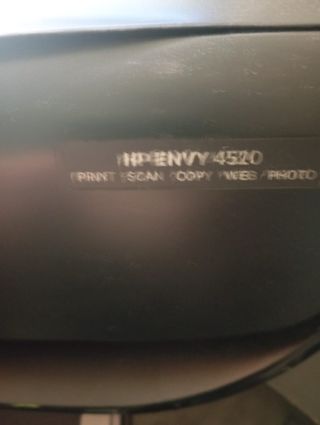 HP ENVY 4520
PRINT SCAN COPY WEB PHOTO